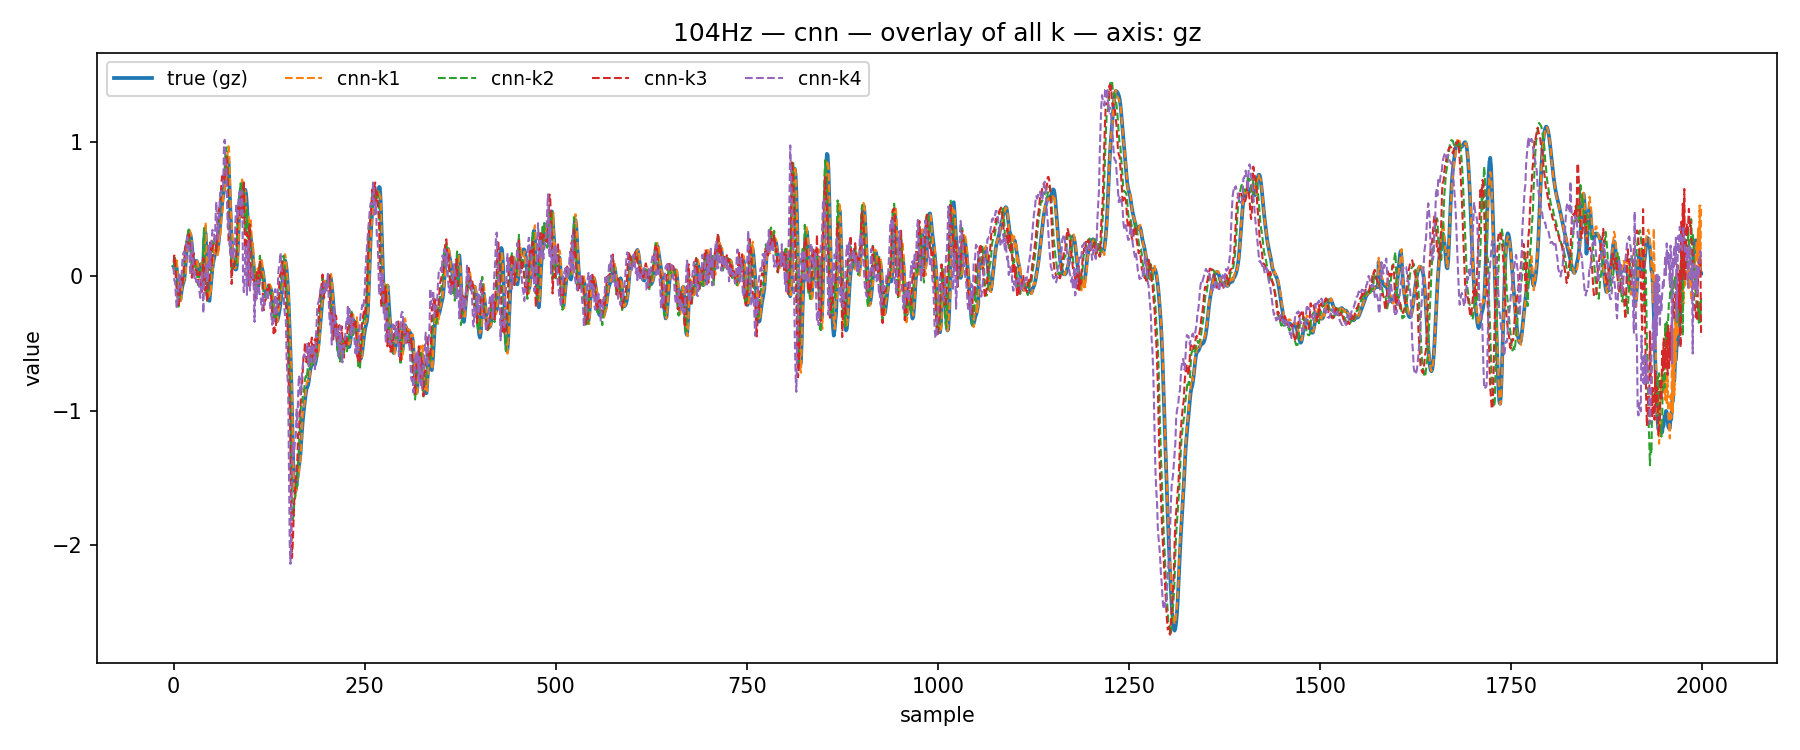 104Hz — cnn — overlay of all k — axis: gz
true (gz) cnn-k1 cnn-k2 cnn-k3 cnn-k4
value
1
0
−1
−2
0 250 500 750 1000 1250 1500 1750 2000
sample